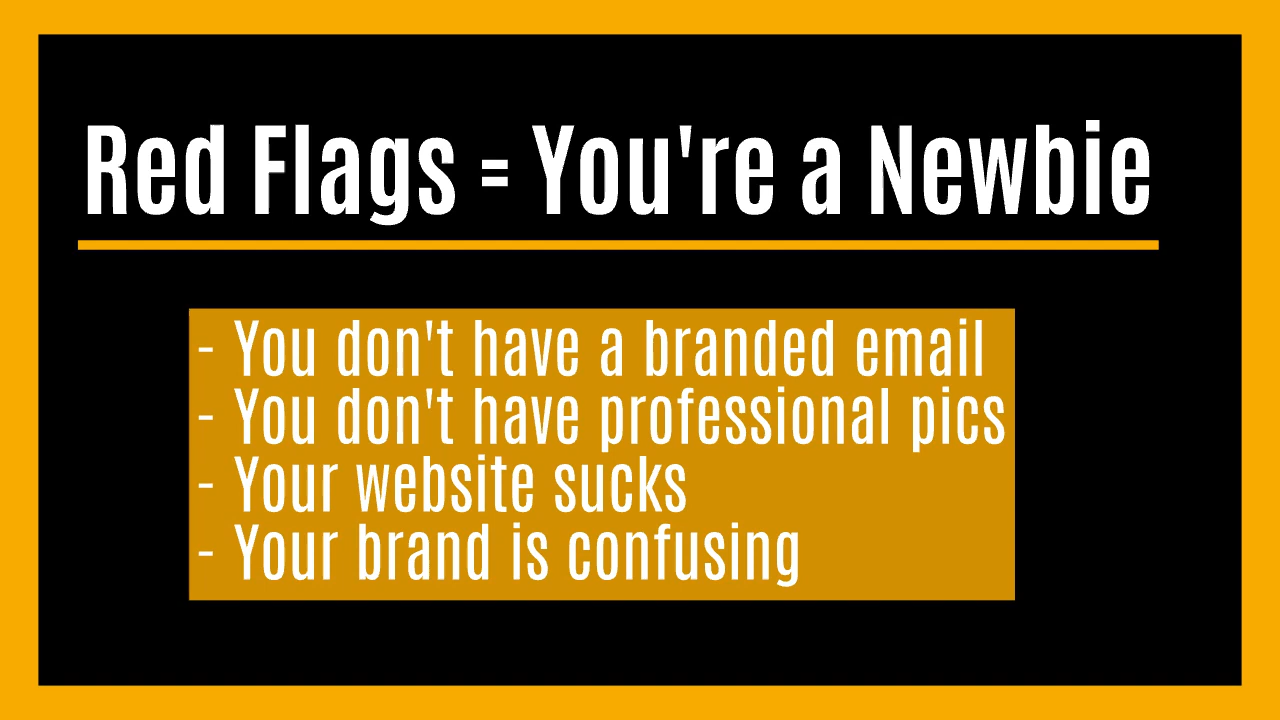 Red Flags = You're a Newbie
- You don't have a branded email
- You don't have professional pics
- Your website sucks
- Your brand is confusing